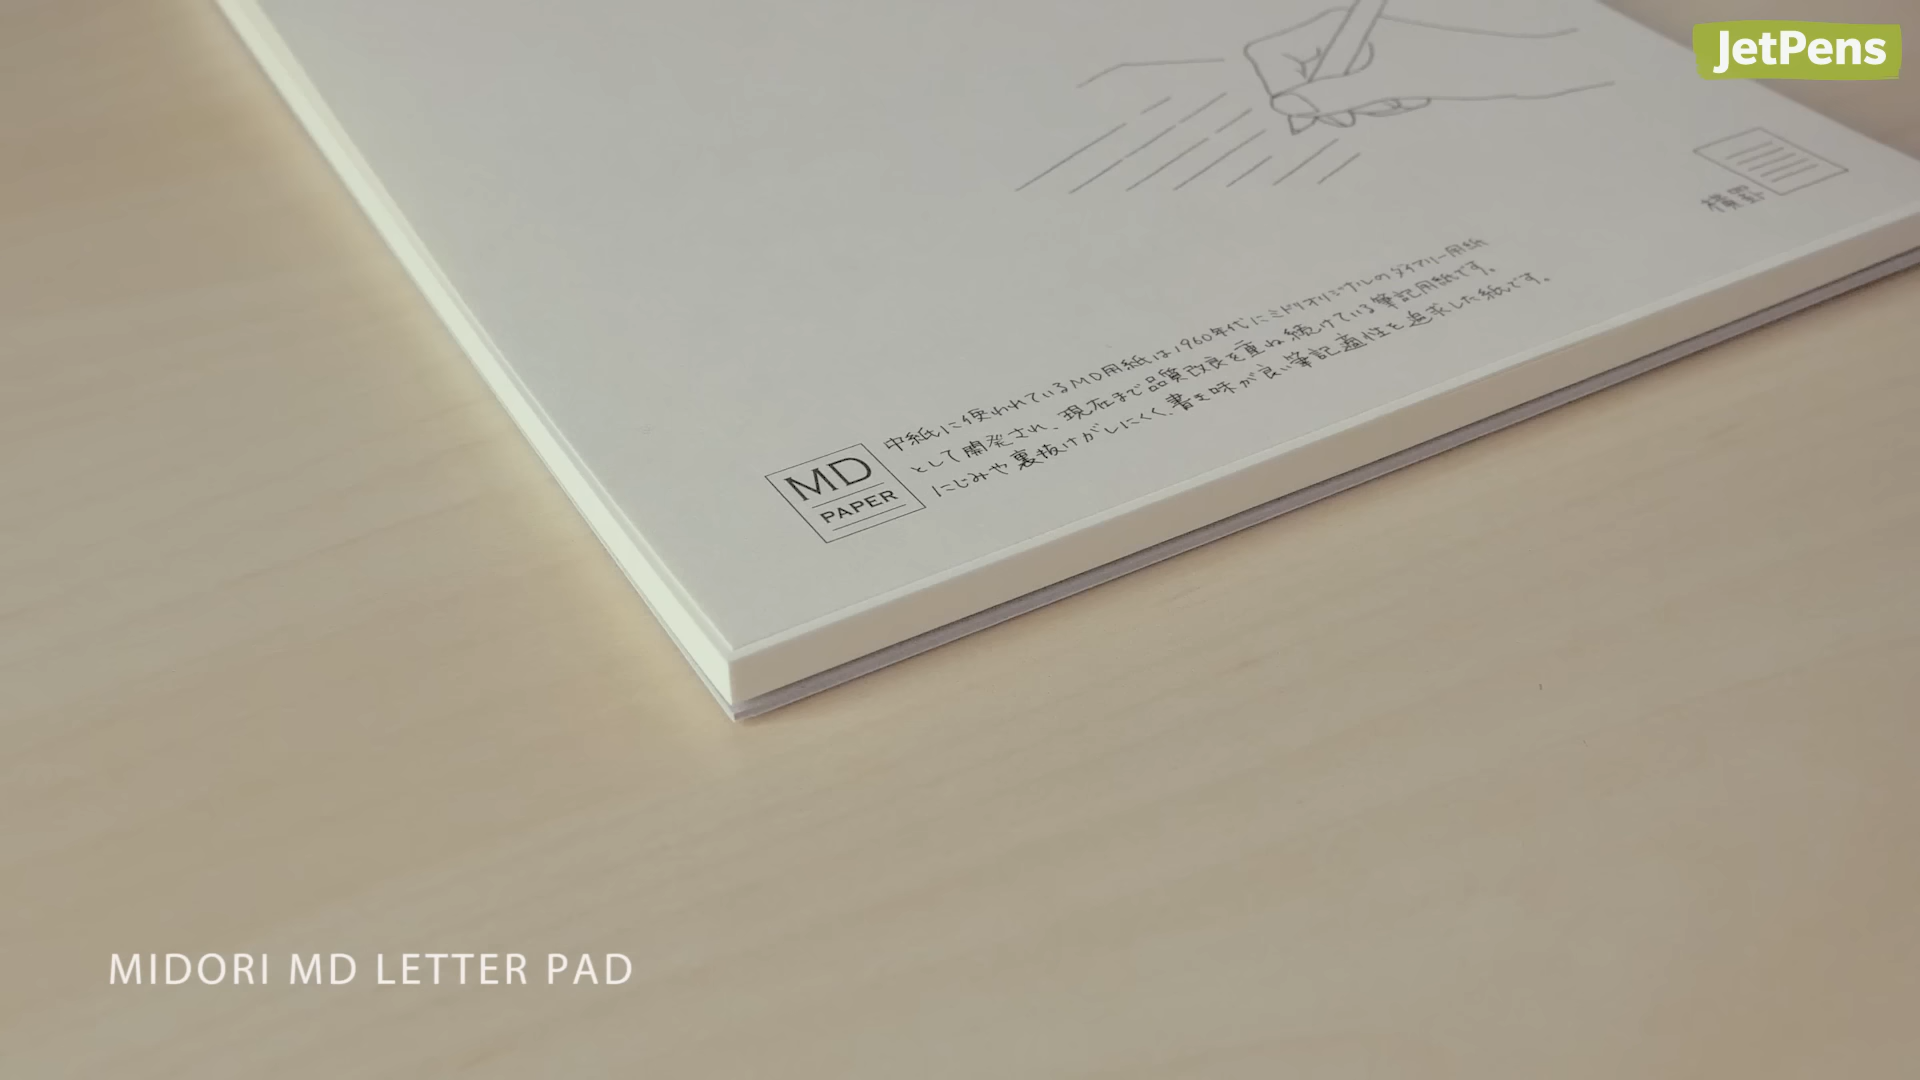 JetPens
横罫
中紙に使われているMD用紙は1960年代にミドリオリジナルのダイアリー用紙
として開発され、現在まで品質改良を重ね続けている筆記用紙です。
にじみや裏抜けがしにくく、書き味が良い筆記適性を追求した紙です。
MD
PAPER
MIDORI MD LETTER PAD